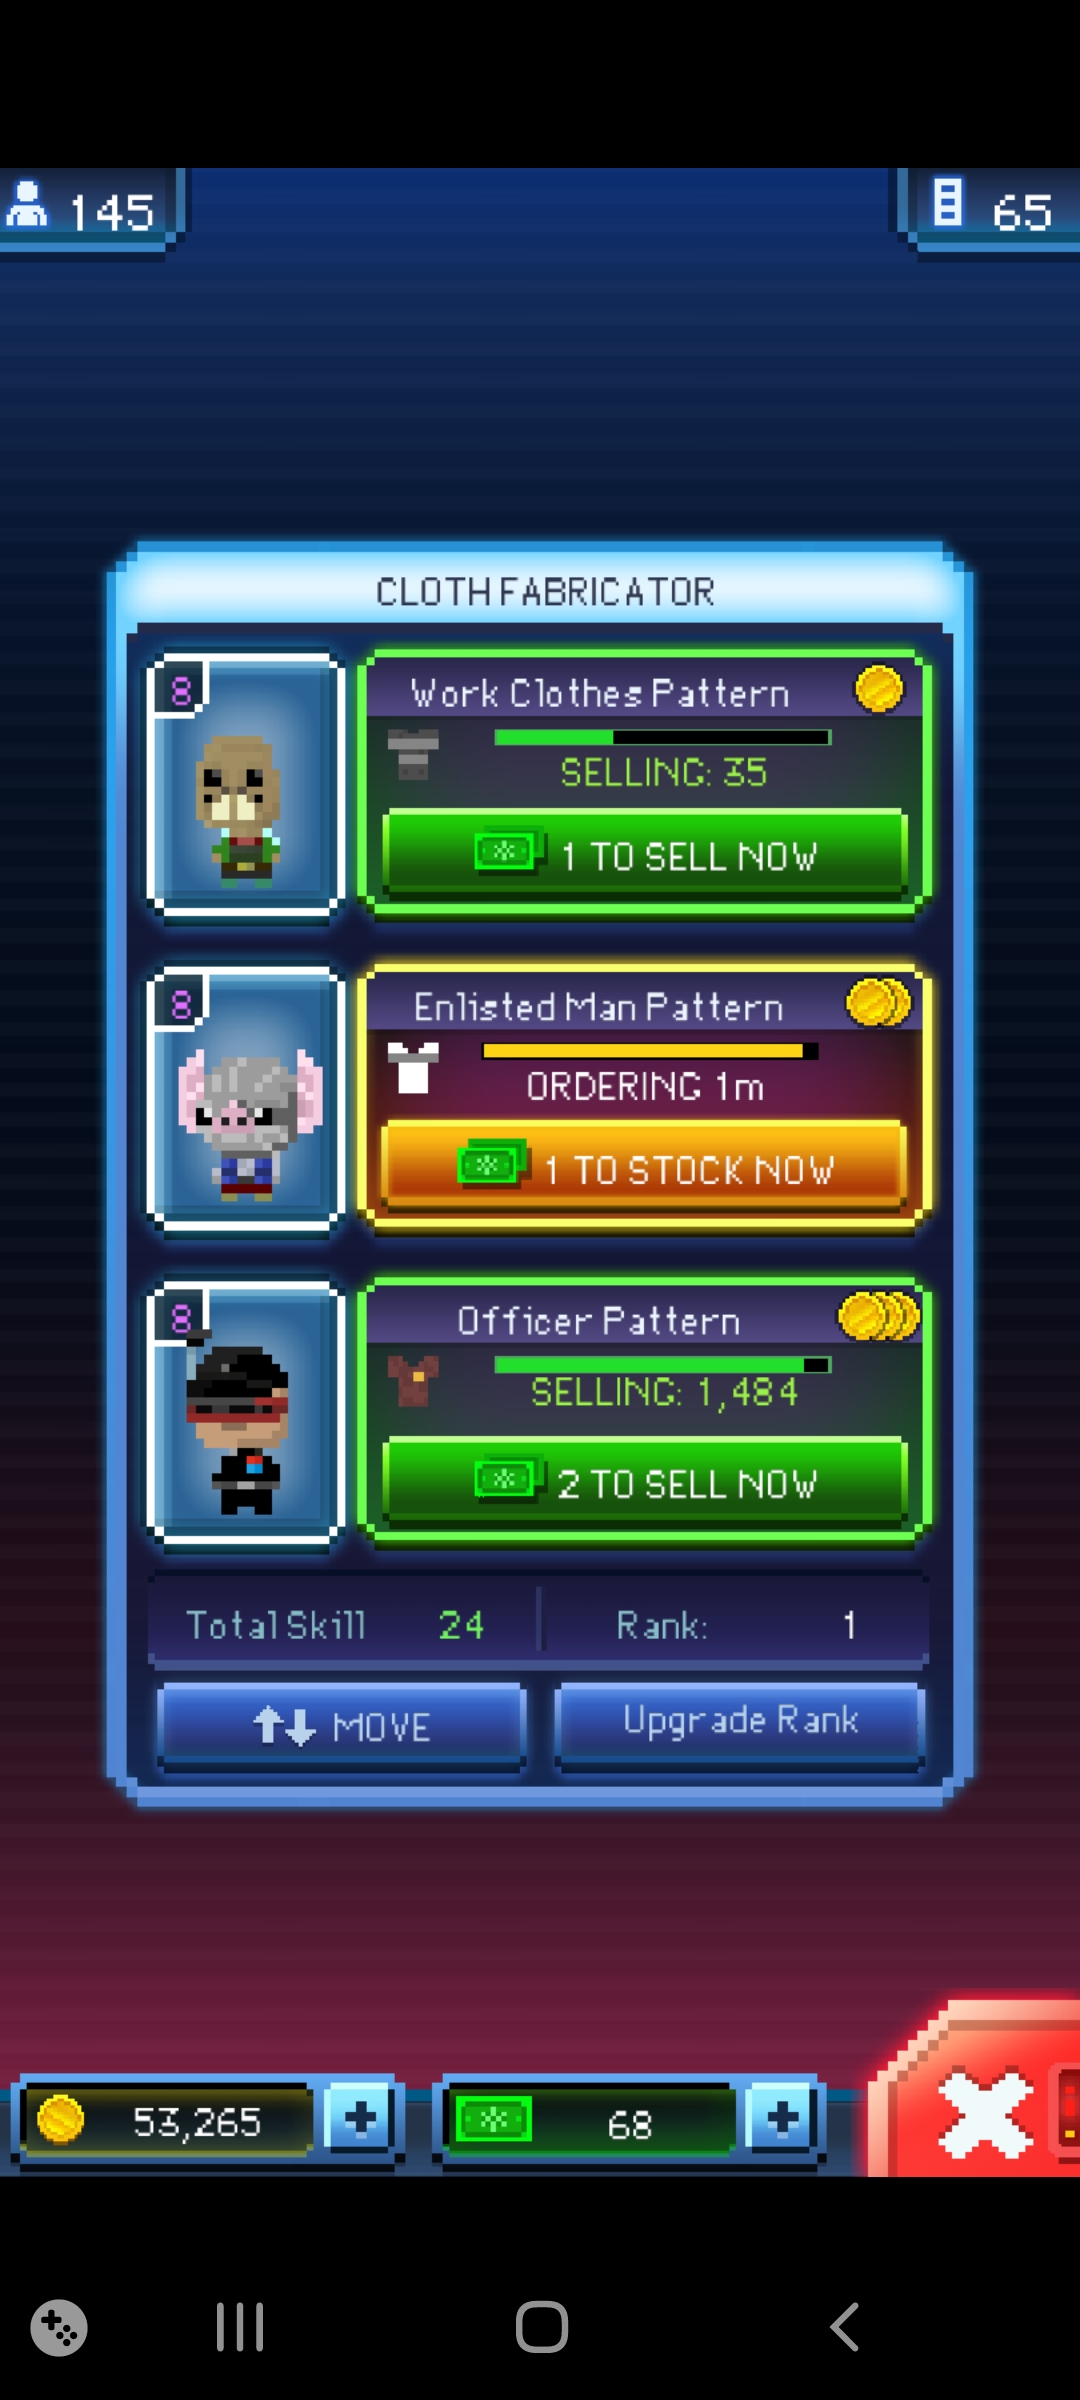 145
65
CLOTH FABRICATOR
8
Work Clothes Pattern
SELLING: 35
1 TO SELL NOW
8
Enlisted Man Pattern
ORDERING 1m
1 TO STOCK NOW
8
Officer Pattern
SELLING: 1,484
2 TO SELL NOW
Total Skill 24 Rank: 1
MOVE Upgrade Rank
53,265 68